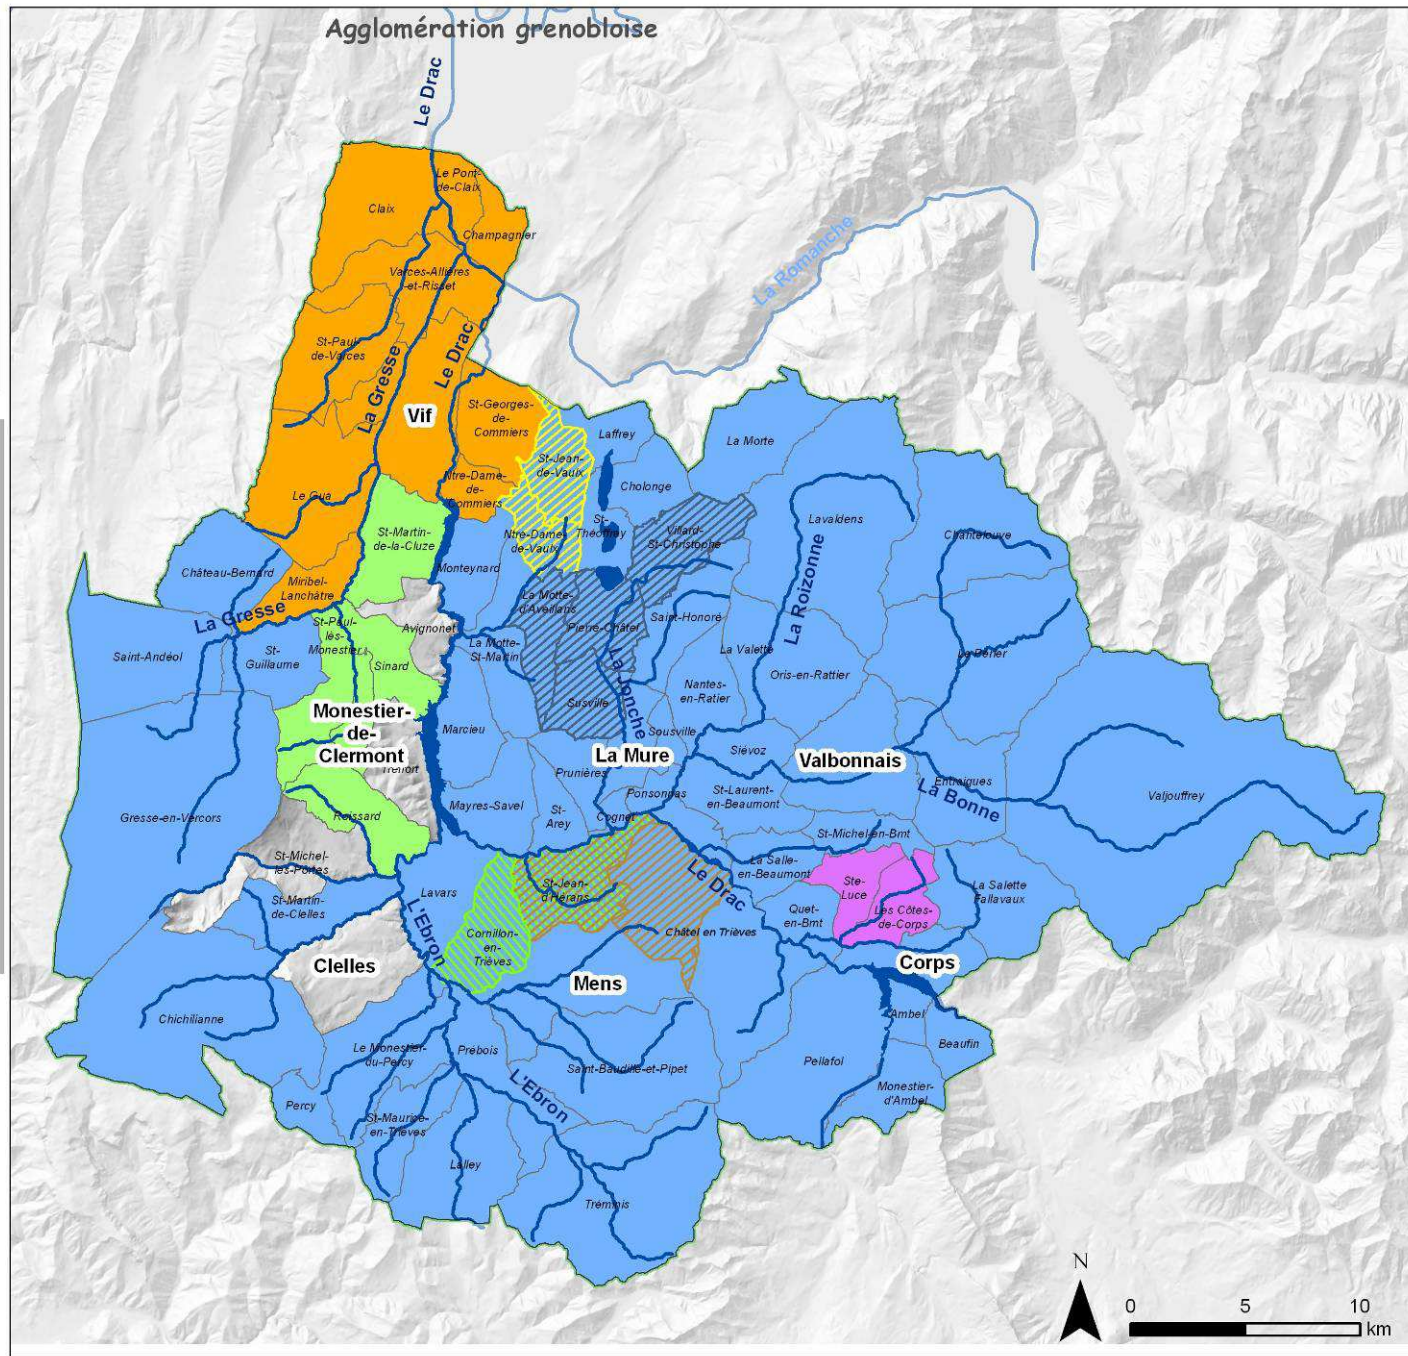 Agglomération grenobloise
Le Drac
Le Pont-
de-Claix
Claix
Champagnier
La Romanche
Varces-Allières
-et-Risset
St-Paul-
de-Varces
La Gresse
Le Drac
Vif
St-Georges-
de-
Commiers
Laffrey
La Morte
St-Jean-
de-Vaulx
Ntre-Dame-
de-
Commiers
Cholonge
Le Guà
St-Martin-
de-la-Cluze
Ntre-Dame-
de-Vaulx
St-
Théoffrey
Villard-
St-Christophe
Lavaldens
Chantelouve
La Roizonne
Château-Bernard
Miribel-
Lanchâtre
Monteynard
La Motte-
d'Aveillans
La Gresse
St-Paul-
lès-
Monestier
Avignonet
Pierre-Châtel
Saint-Honoré
Saint-Andéol
St-
Guillaume
Sinard
La Motte-
St-Martin
La Jonche
La Valette
Le Périer
Oris-en-Rattier
Nantes-
en-Ratier
Susville
Monestier-
de-
Clermont
Treffort
Marcieu
Sousville
La Mure
Siévoz
Valbonnais
Prunières
Entraigues
La Bonne
Valjouffrey
Gresse-en-Vercors
Roissard
Mayres-Savel
St-
Arey
Ponsonnas
Cognet
St-Laurent-
en-Beaumont
St-Michel-en-Bmt
St-Michel-
les-Portes
La Salle-
en-Beaumont
Le Drac
Ste-
Luce
La Salette
Fallavaux
St-Martin-
de-Clelles
Lavars
St-Jean-
d'Hérans
Quet-
en-Bmt
Les Côtes-
de-Corps
L'Ebron
Cornillon-
en-
Trièves
Châtel en Trièves
Clelles
Corps
Mens
Chichilianne
Ambel
Beaufin
Le Monestier-
du-Percy
Prébois
Saint-Baudille-et-Pipet
Pellafol
Monestier-
d'Ambel
L'Ebron
Percy
St-Maurice-
en-Trièves
Lalley
Tréminis
N
0 5 10
km